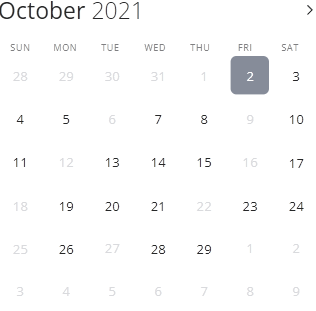 October 2021
SUN MON TUE WED THU FRI SAT
28 29 30 31 1 2 3
4 5 6 7 8 9 10
11 12 13 14 15 16 17
18 19 20 21 22 23 24
25 26 27 28 29 1 2
3 4 5 6 7 8 9